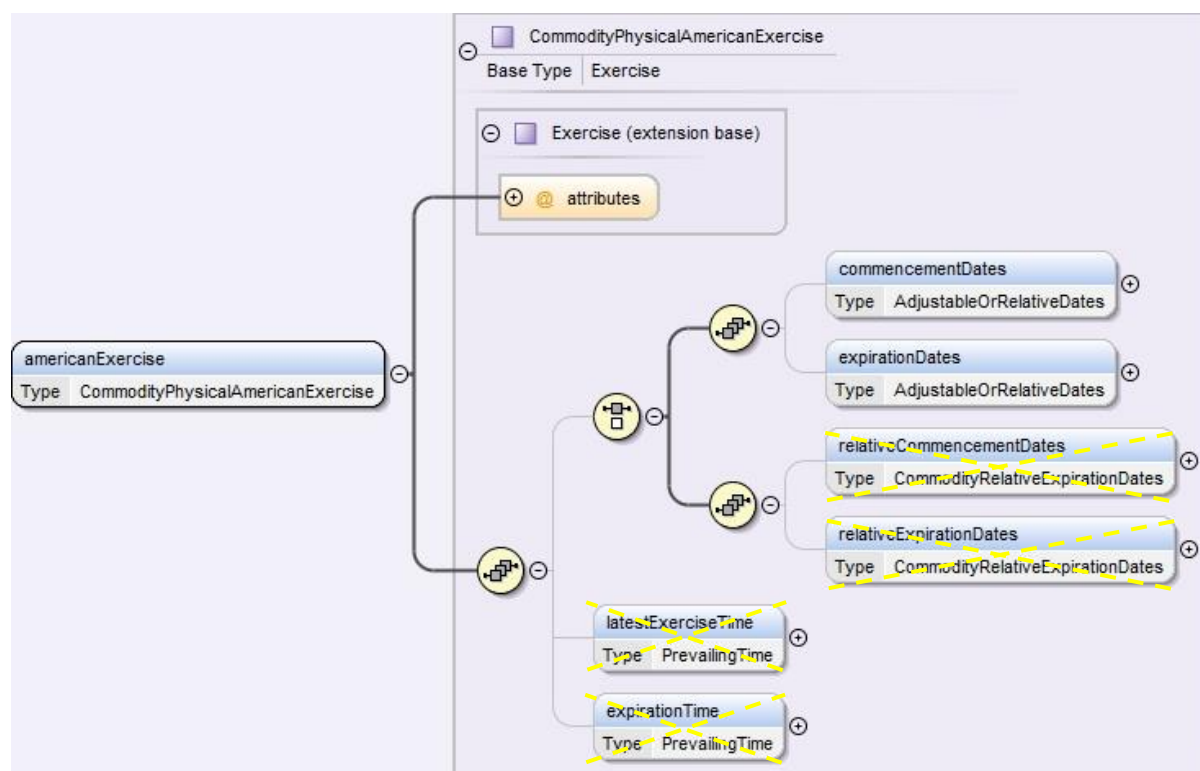 CommodityPhysicalAmericanExercise
Base Type Exercise
Exercise (extension base)
@ attributes
americanExercise
Type CommodityPhysicalAmericanExercise
commencementDates
Type AdjustableOrRelativeDates
expirationDates
Type AdjustableOrRelativeDates
relativeCommencementDates
Type CommodityRelativeExpirationDates
relativeExpirationDates
Type CommodityRelativeExpirationDates
latestExerciseTime
Type PrevailingTime
expirationTime
Type PrevailingTime